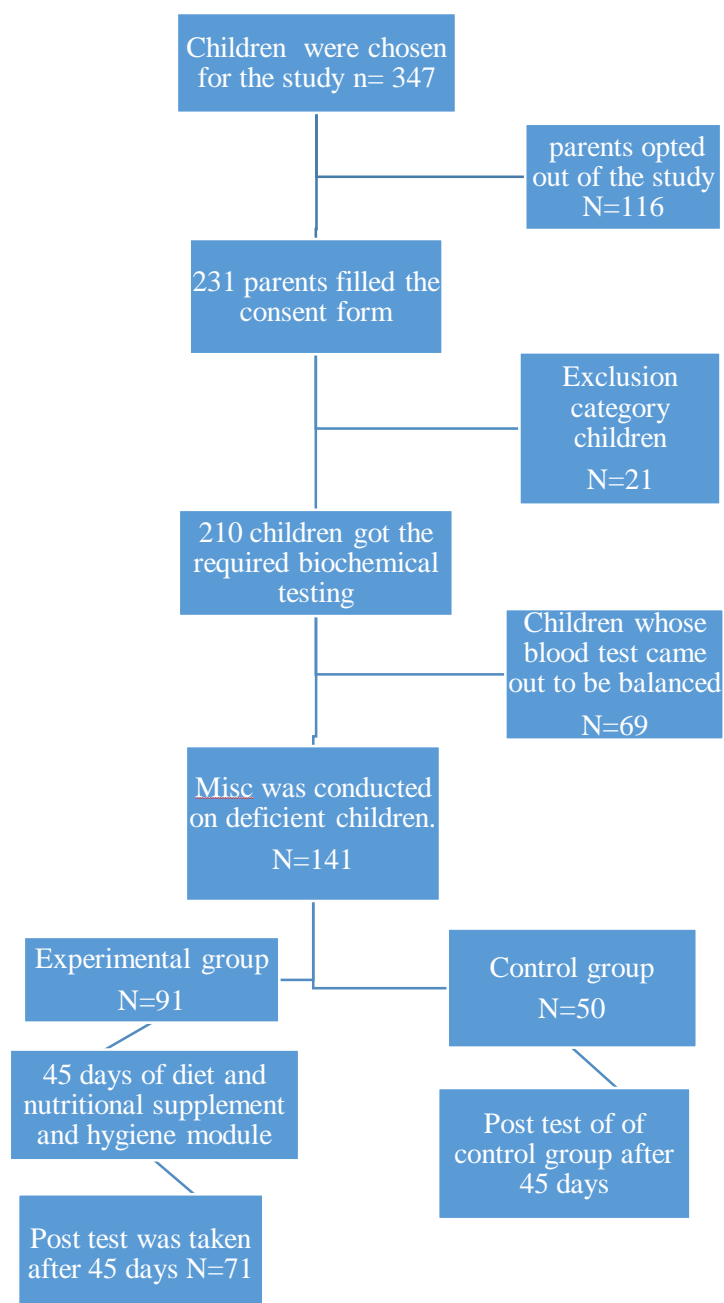 Children were chosen
for the study n= 347
parents opted
out of the study
N=116
231 parents filled the
consent form
Exclusion
category
children
N=21
210 children got the
required biochemical
testing
Children whose
blood test came
out to be balanced
N=69
Misc was conducted
on deficient children.
N=141
Experimental group
N=91
Control group
N=50
45 days of diet and
nutritional supplement
and hygiene module
Post test of of
control group after
45 days
Post test was taken
after 45 days N=71